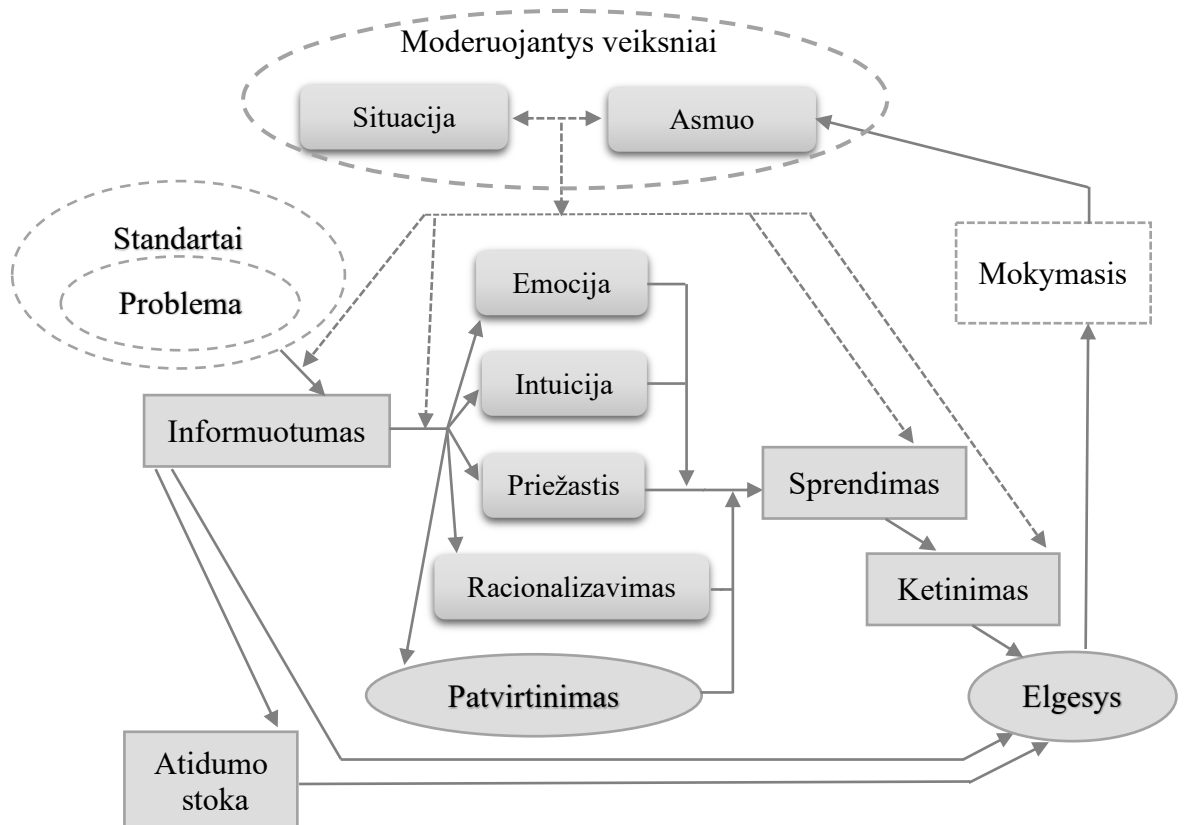 Moderuojantys veiksniai
Situacija
Asmuo
Standartai
Problema
Mokymasis
Emocija
Intuicija
Informuotumas
Priežastis
Sprendimas
Racionalizavimas
Ketinimas
Patvirtinimas
Elgesys
Atidumo
stoka